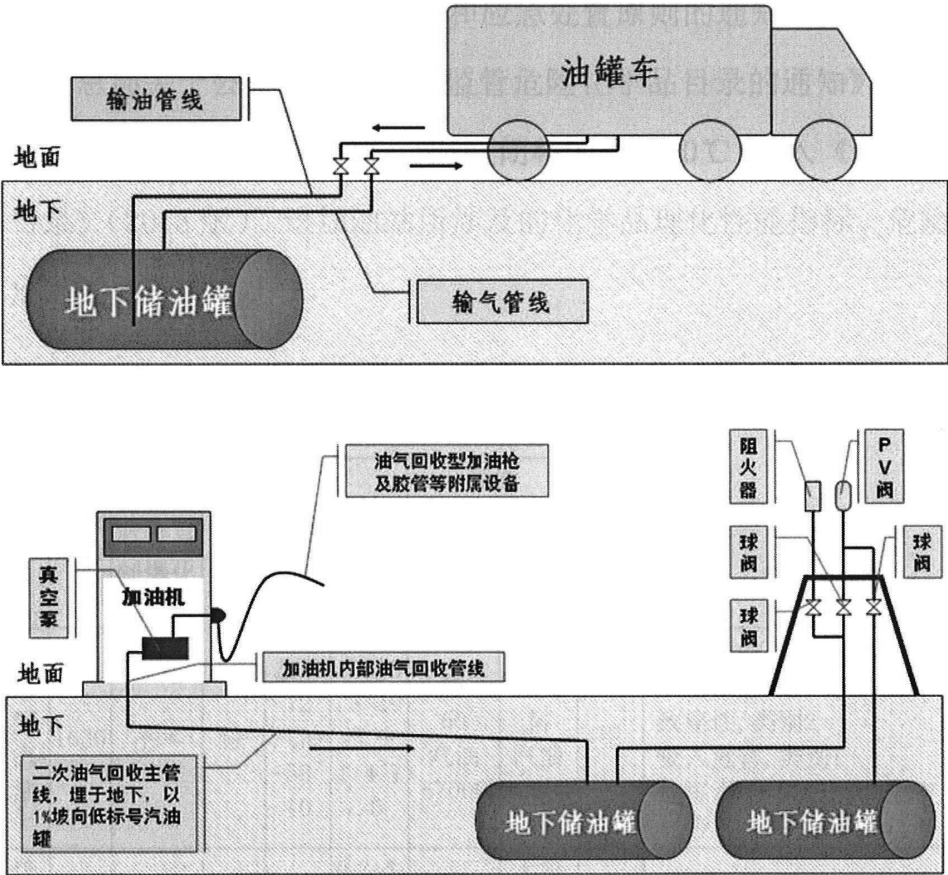 油罐车
输油管线
地面
地下
地下储油罐
输气管线
油气回收型加油枪
及胶管等附属设备
阻火器
PV阀
球阀
球阀
球阀
真空泵
加油机
加油机内部油气回收管线
地面
地下
二次油气回收主管
线，埋于地下，以
1%坡向低标号汽油
罐
地下储油罐
地下储油罐